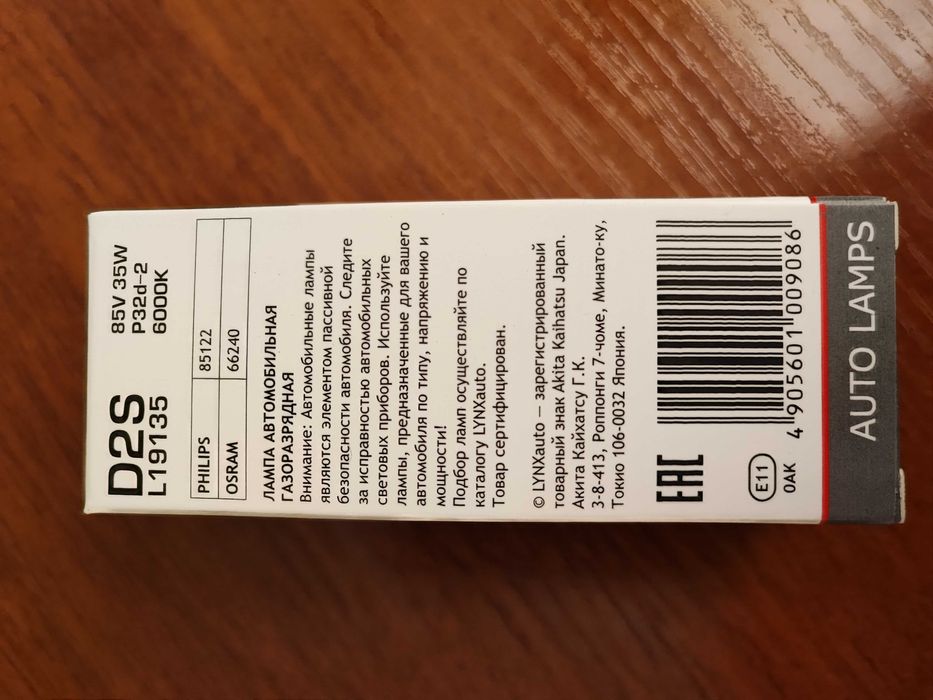 D2S
L19135
85V 35W
P32d-2
6000K
PHILIPS 85122
OSRAM 66240
ЛАМПА АВТОМОБИЛЬНАЯ
ГАЗОРАЗРЯДНАЯ
Внимание: Автомобильные лампы
являются элементом пассивной
безопасности автомобиля. Следите
за исправностью автомобильных
световых приборов. Используйте
лампы, предназначенные для вашего
автомобиля по типу, напряжению и
мощности!
Подбор ламп осуществляйте по
каталогу LYNXauto.
Товар сертифицирован.
© LYNXauto — зарегистрированный
товарный знак Akita Kaihatsu Japan.
Акита Кайхатсу Г.К.
3-8-413, Роппонги 7-чоме, Минато-ку,
Токио 106-0032 Япония.
EAC
E11
0AK
4 905601 009086
AUTO LAMPS